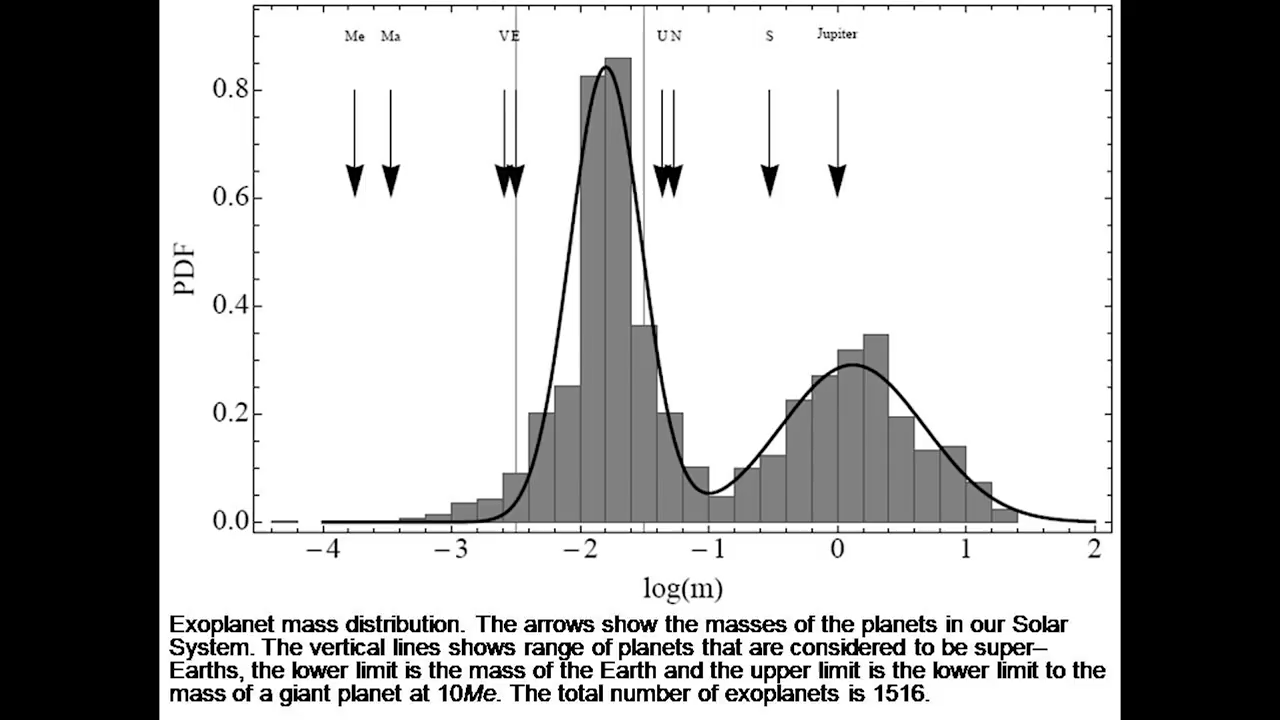 Me Ma V E U N S Jupiter
0.8
0.6
0.4
0.2
0.0
PDF
−4 −3 −2 −1 0 1 2
log(m)
Exoplanet mass distribution. The arrows show the masses of the planets in our Solar
System. The vertical lines shows range of planets that are considered to be super–
Earths, the lower limit is the mass of the Earth and the upper limit is the lower limit to the
mass of a giant planet at 10Me. The total number of exoplanets is 1516.